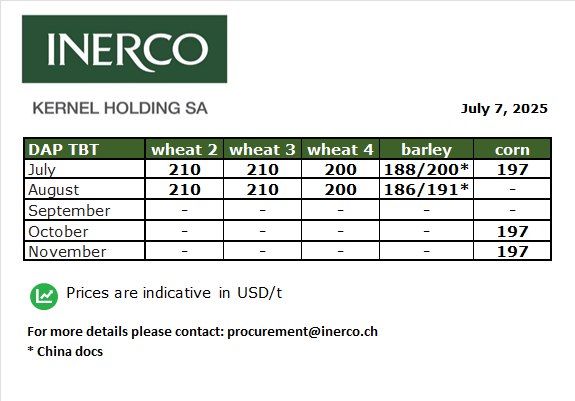 INERCO
KERNEL HOLDING SA
July 7, 2025
DAP TBT wheat 2 wheat 3 wheat 4 barley corn
July 210 210 200 188/200* 197
August 210 210 200 186/191* -
September - - - - -
October - - - - 197
November - - - - 197
Prices are indicative in USD/t
For more details please contact: procurement@inerco.ch
* China docs